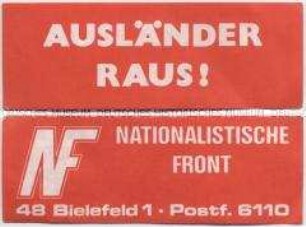 AUSLÄNDER
RAUS!
NF NATIONALISTISCHE
FRONT
48 Bielefeld 1 · Postf. 6110